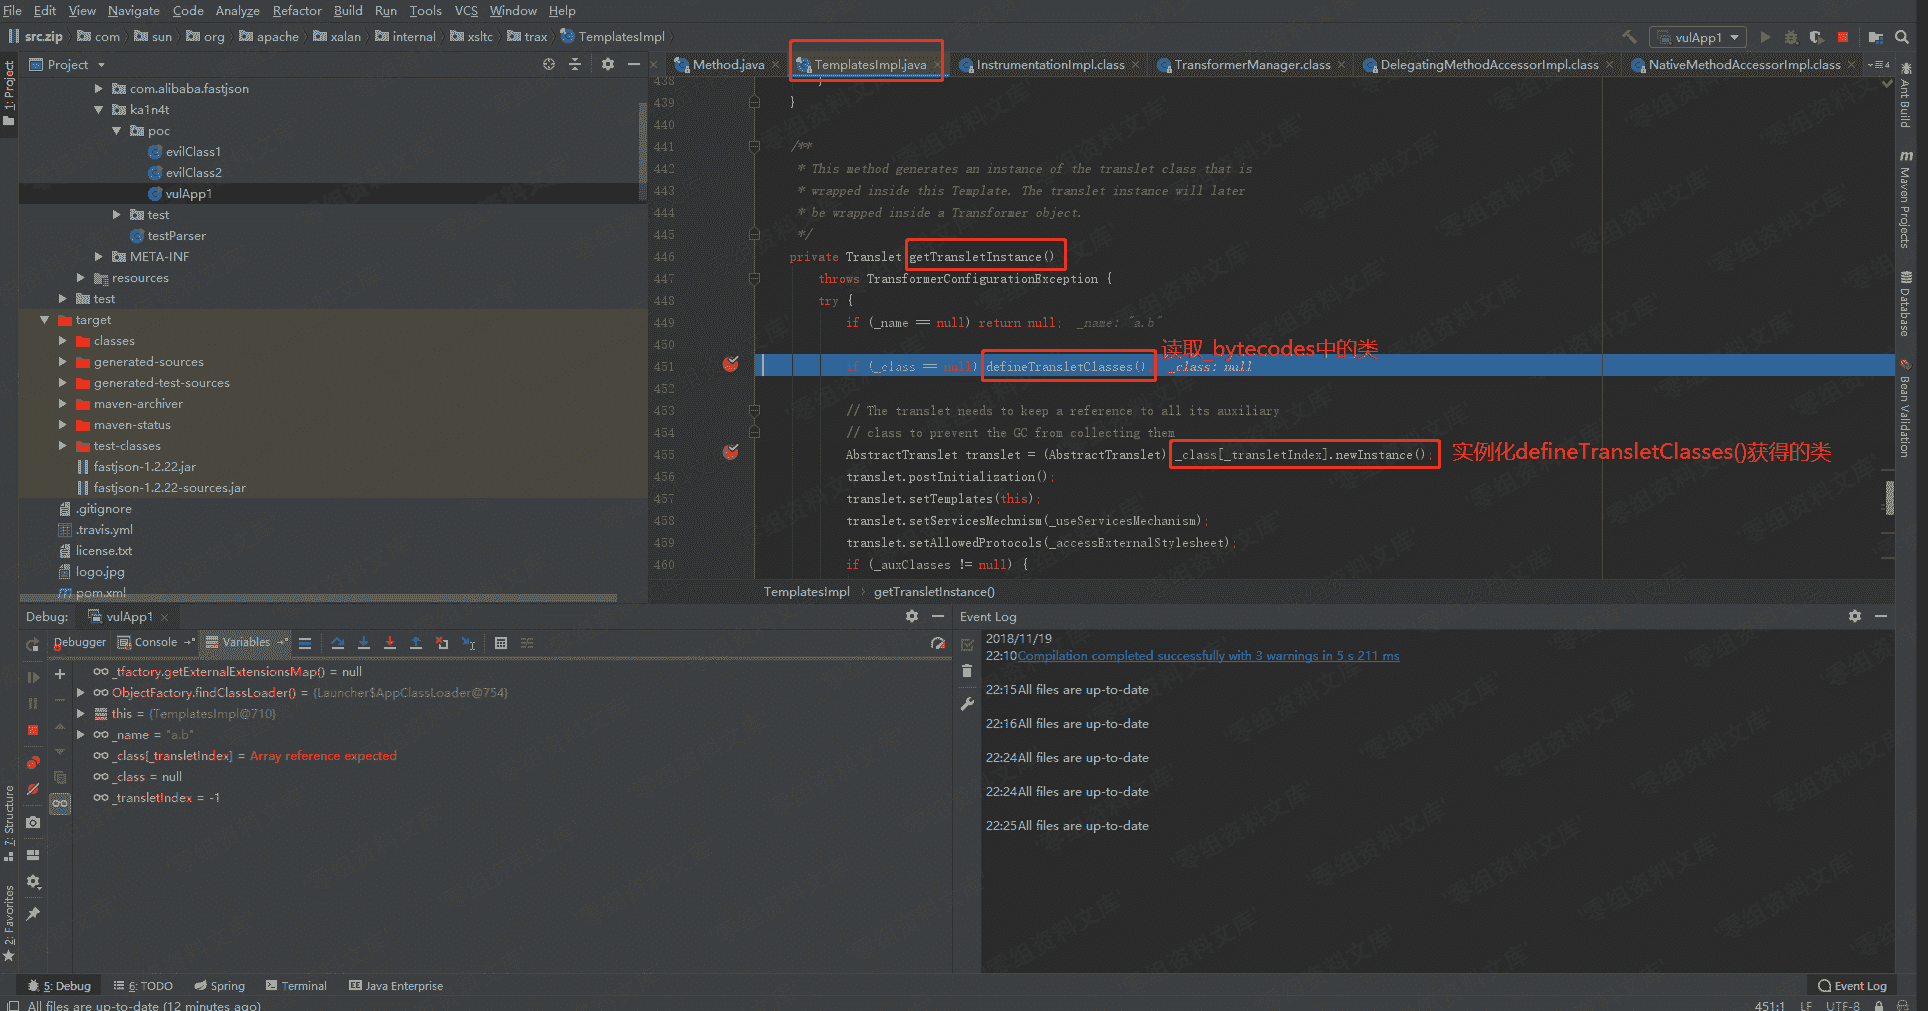 File Edit View Navigate Code Analyze Refactor Build Run Tools VCS Window Help
src.zip com sun org apache xalan internal xsltc trax TemplatesImpl
vulApp1
Project
Method.java TemplatesImpl.java InstrumentationImpl.class TransformerManager.class DelegatingMethodAccessorImpl.class NativeMethodAccessorImpl.class
1: Project
com.alibaba.fastjson
ka1n4t
poc
evilClass1
evilClass2
vulApp1
test
testParser
META-INF
resources
test
target
classes
generated-sources
generated-test-sources
maven-archiver
maven-status
test-classes
fastjson-1.2.22.jar
fastjson-1.2.22-sources.jar
.gitignore
.travis.yml
license.txt
logo.jpg
pom.xml
438 }
439 }
440
441 /**
442 * This method generates an instance of the translet class that is
443 * wrapped inside this Template. The translet instance will later
444 * be wrapped inside a Transformer object.
445 */
446 private Translet getTransletInstance()
447 throws TransformerConfigurationException {
448 try {
449 if (_name == null) return null; _name: "a.b"
450
读取_bytecodes中的类
451 if (_class == null) defineTransletClasses() _class: null
452
453 // The translet needs to keep a reference to all its auxiliary
454 // class to prevent the GC from collecting them
455 AbstractTranslet translet = (AbstractTranslet) _class[_transletIndex].newInstance();
实例化defineTransletClasses()获得的类
456 translet.postInitialization();
457 translet.setTemplates(this);
458 translet.setServicesMechnism(_useServicesMechanism);
459 translet.setAllowedProtocols(_accessExternalStylesheet);
460 if (_auxClasses != null) {
TemplatesImpl › getTransletInstance()
Ant Build
Maven Projects
Database
Bean Validation
Debug: vulApp1
Debugger Console Variables
_tfactory.getExternalExtensionsMap() = null
ObjectFactory.findClassLoader() = {Launcher$AppClassLoader@754}
this = {TemplatesImpl@710}
_name = "a.b"
_class[_transletIndex] = Array reference expected
_class = null
_transletIndex = -1
Event Log
2018/11/19
22:10Compilation completed successfully with 3 warnings in 5 s 211 ms
22:15All files are up-to-date
22:16All files are up-to-date
22:24All files are up-to-date
22:24All files are up-to-date
22:25All files are up-to-date
7: Structure
2: Favorites
5: Debug 6: TODO Spring Terminal Java Enterprise Event Log
All files are up-to-date (12 minutes ago) 451:1 LF UTF-8
零组资料文库